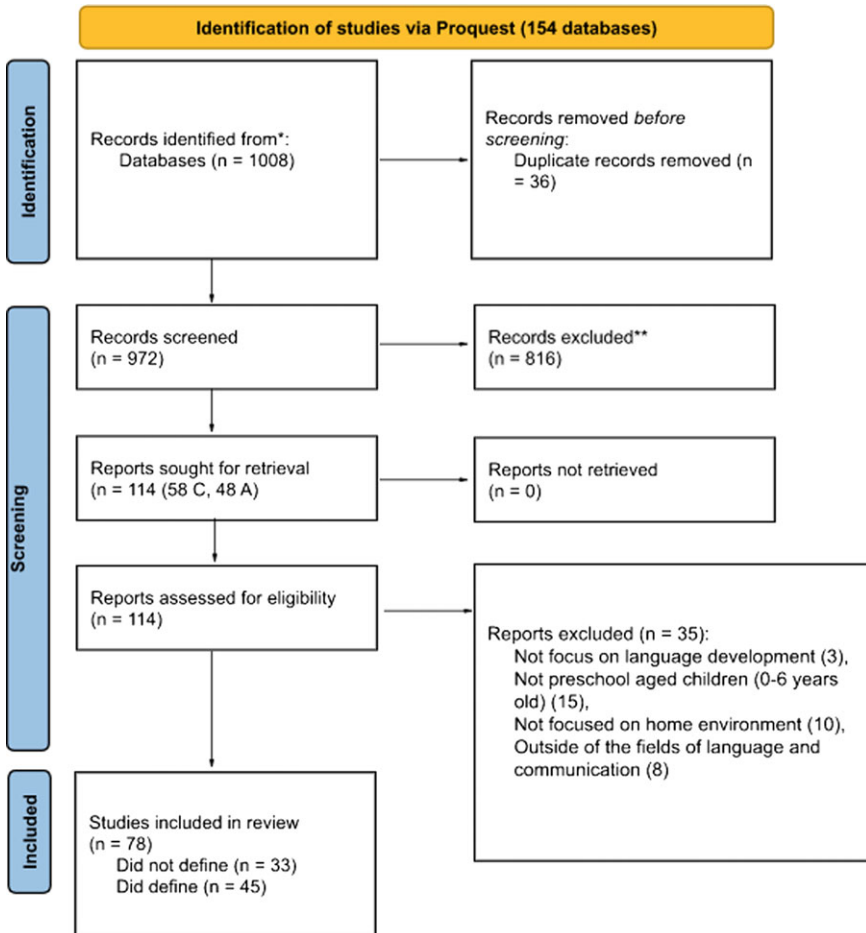 Identification of studies via Proquest (154 databases)
Identification
Records identified from*:
Databases (n = 1008)
Records removed before
screening:
Duplicate records removed (n
= 36)
Screening
Records screened
(n = 972)
Records excluded**
(n = 816)
Reports sought for retrieval
n = 114 (58 C, 48 A)
Reports not retrieved
(n = 0)
Reports assessed for eligibility
(n = 114)
Reports excluded (n = 35):
Not focus on language development (3),
Not preschool aged children (0-6 years
old) (15),
Not focused on home environment (10),
Outside of the fields of language and
communication (8)
Included
Studies included in review
(n = 78)
Did not define (n = 33)
Did define (n = 45)